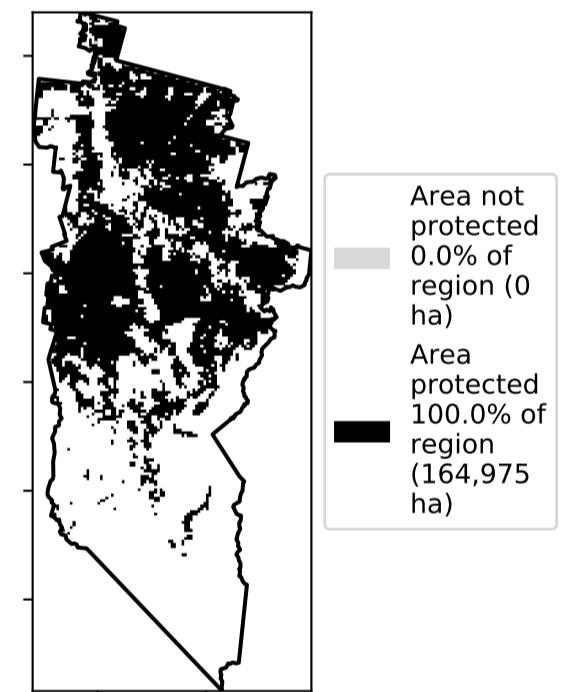 Area not
protected
0.0% of
region (0
ha)
Area
protected
100.0% of
region
(164,975
ha)